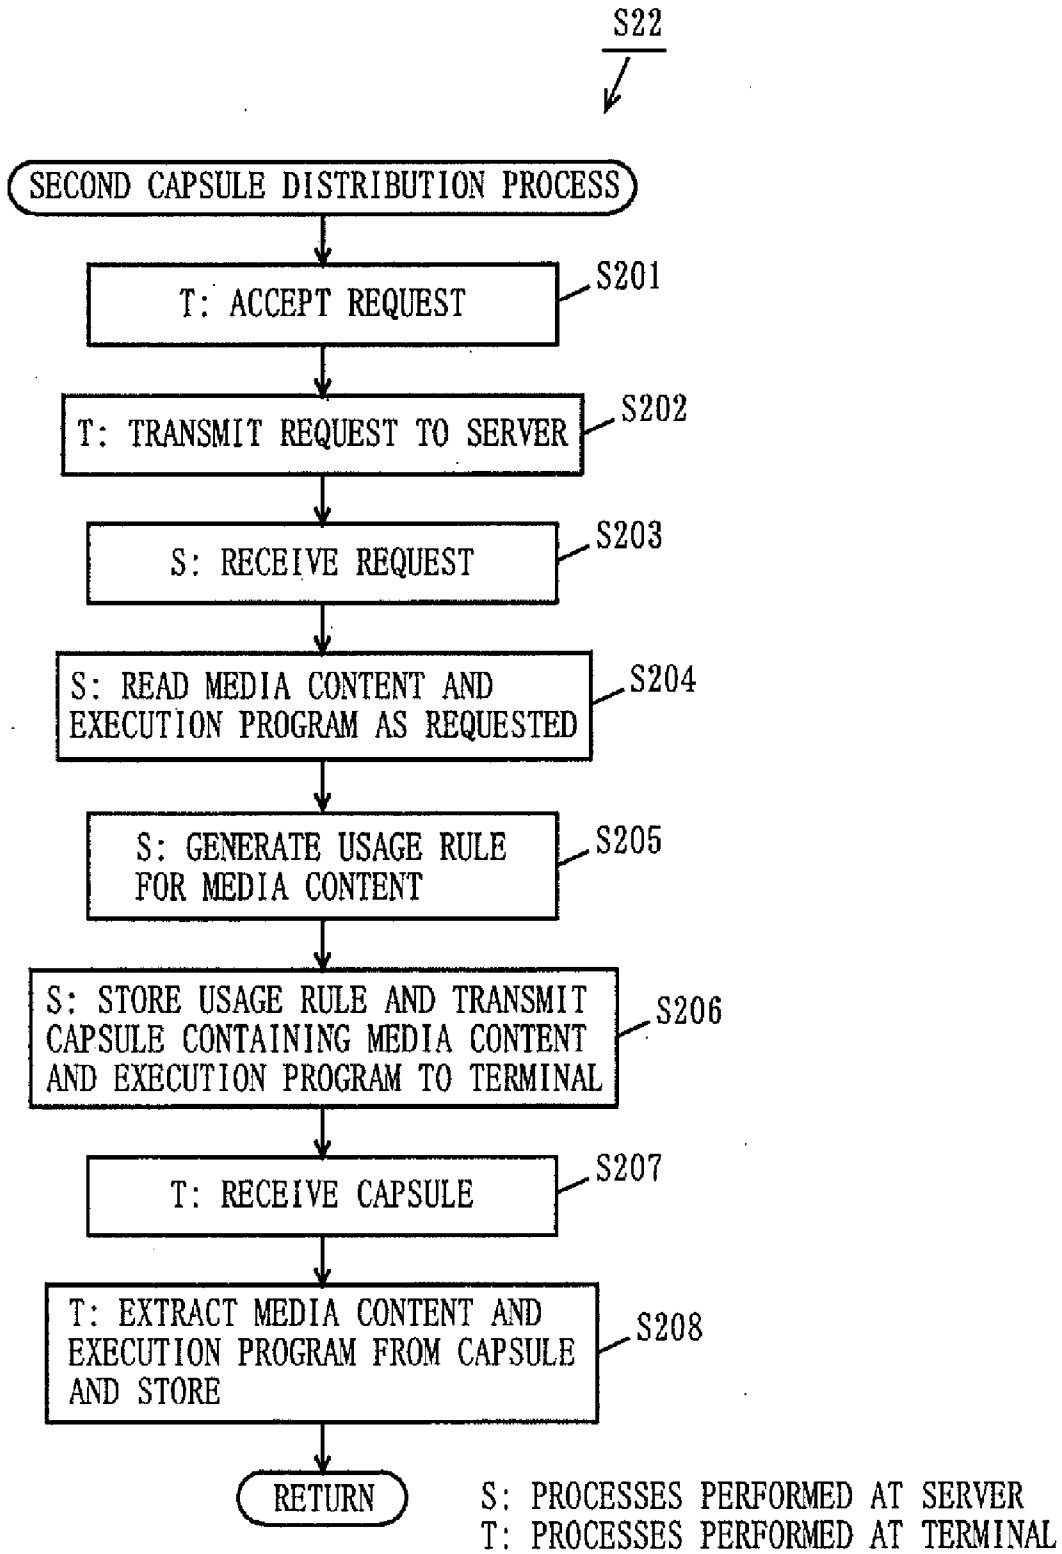 S22
SECOND CAPSULE DISTRIBUTION PROCESS
T: ACCEPT REQUEST
S201
T: TRANSMIT REQUEST TO SERVER
S202
S: RECEIVE REQUEST
S203
S: READ MEDIA CONTENT AND
EXECUTION PROGRAM AS REQUESTED
S204
S: GENERATE USAGE RULE
FOR MEDIA CONTENT
S205
S: STORE USAGE RULE AND TRANSMIT
CAPSULE CONTAINING MEDIA CONTENT
AND EXECUTION PROGRAM TO TERMINAL
S206
T: RECEIVE CAPSULE
S207
T: EXTRACT MEDIA CONTENT AND
EXECUTION PROGRAM FROM CAPSULE
AND STORE
S208
RETURN
S: PROCESSES PERFORMED AT SERVER
T: PROCESSES PERFORMED AT TERMINAL